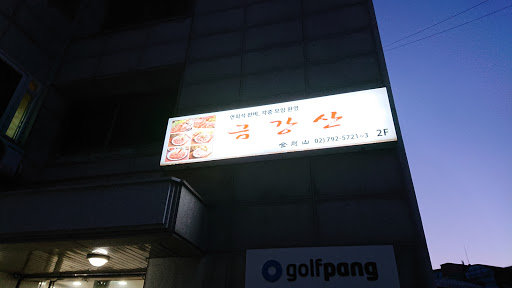 연회석 완비, 각종 모임 환영
금강산
金剛山 02)792-5721~3 2F
golfpang